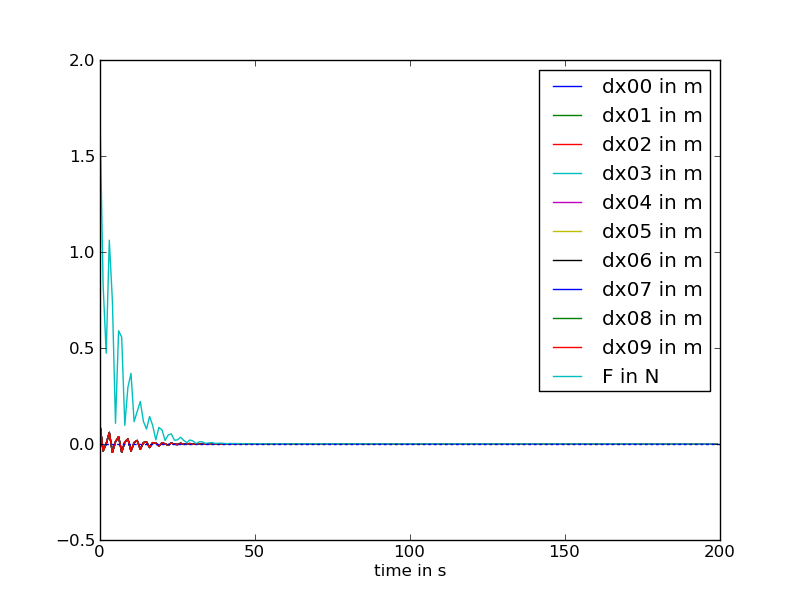 2.0
1.5
1.0
0.5
0.0
−0.5
0
50
100
150
200
time in s
dx00 in m
dx01 in m
dx02 in m
dx03 in m
dx04 in m
dx05 in m
dx06 in m
dx07 in m
dx08 in m
dx09 in m
F in N